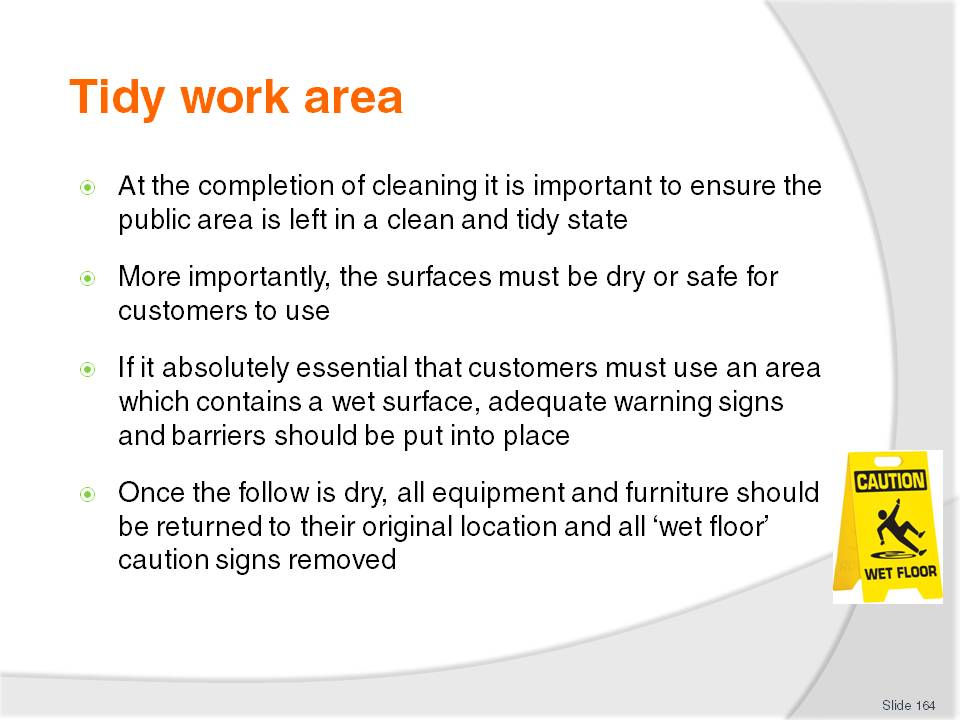 Tidy work area
At the completion of cleaning it is important to ensure the
public area is left in a clean and tidy state
More importantly, the surfaces must be dry or safe for
customers to use
If it absolutely essential that customers must use an area
which contains a wet surface, adequate warning signs
and barriers should be put into place
Once the follow is dry, all equipment and furniture should
be returned to their original location and all ‘wet floor’
caution signs removed
CAUTION
WET FLOOR
Slide 164